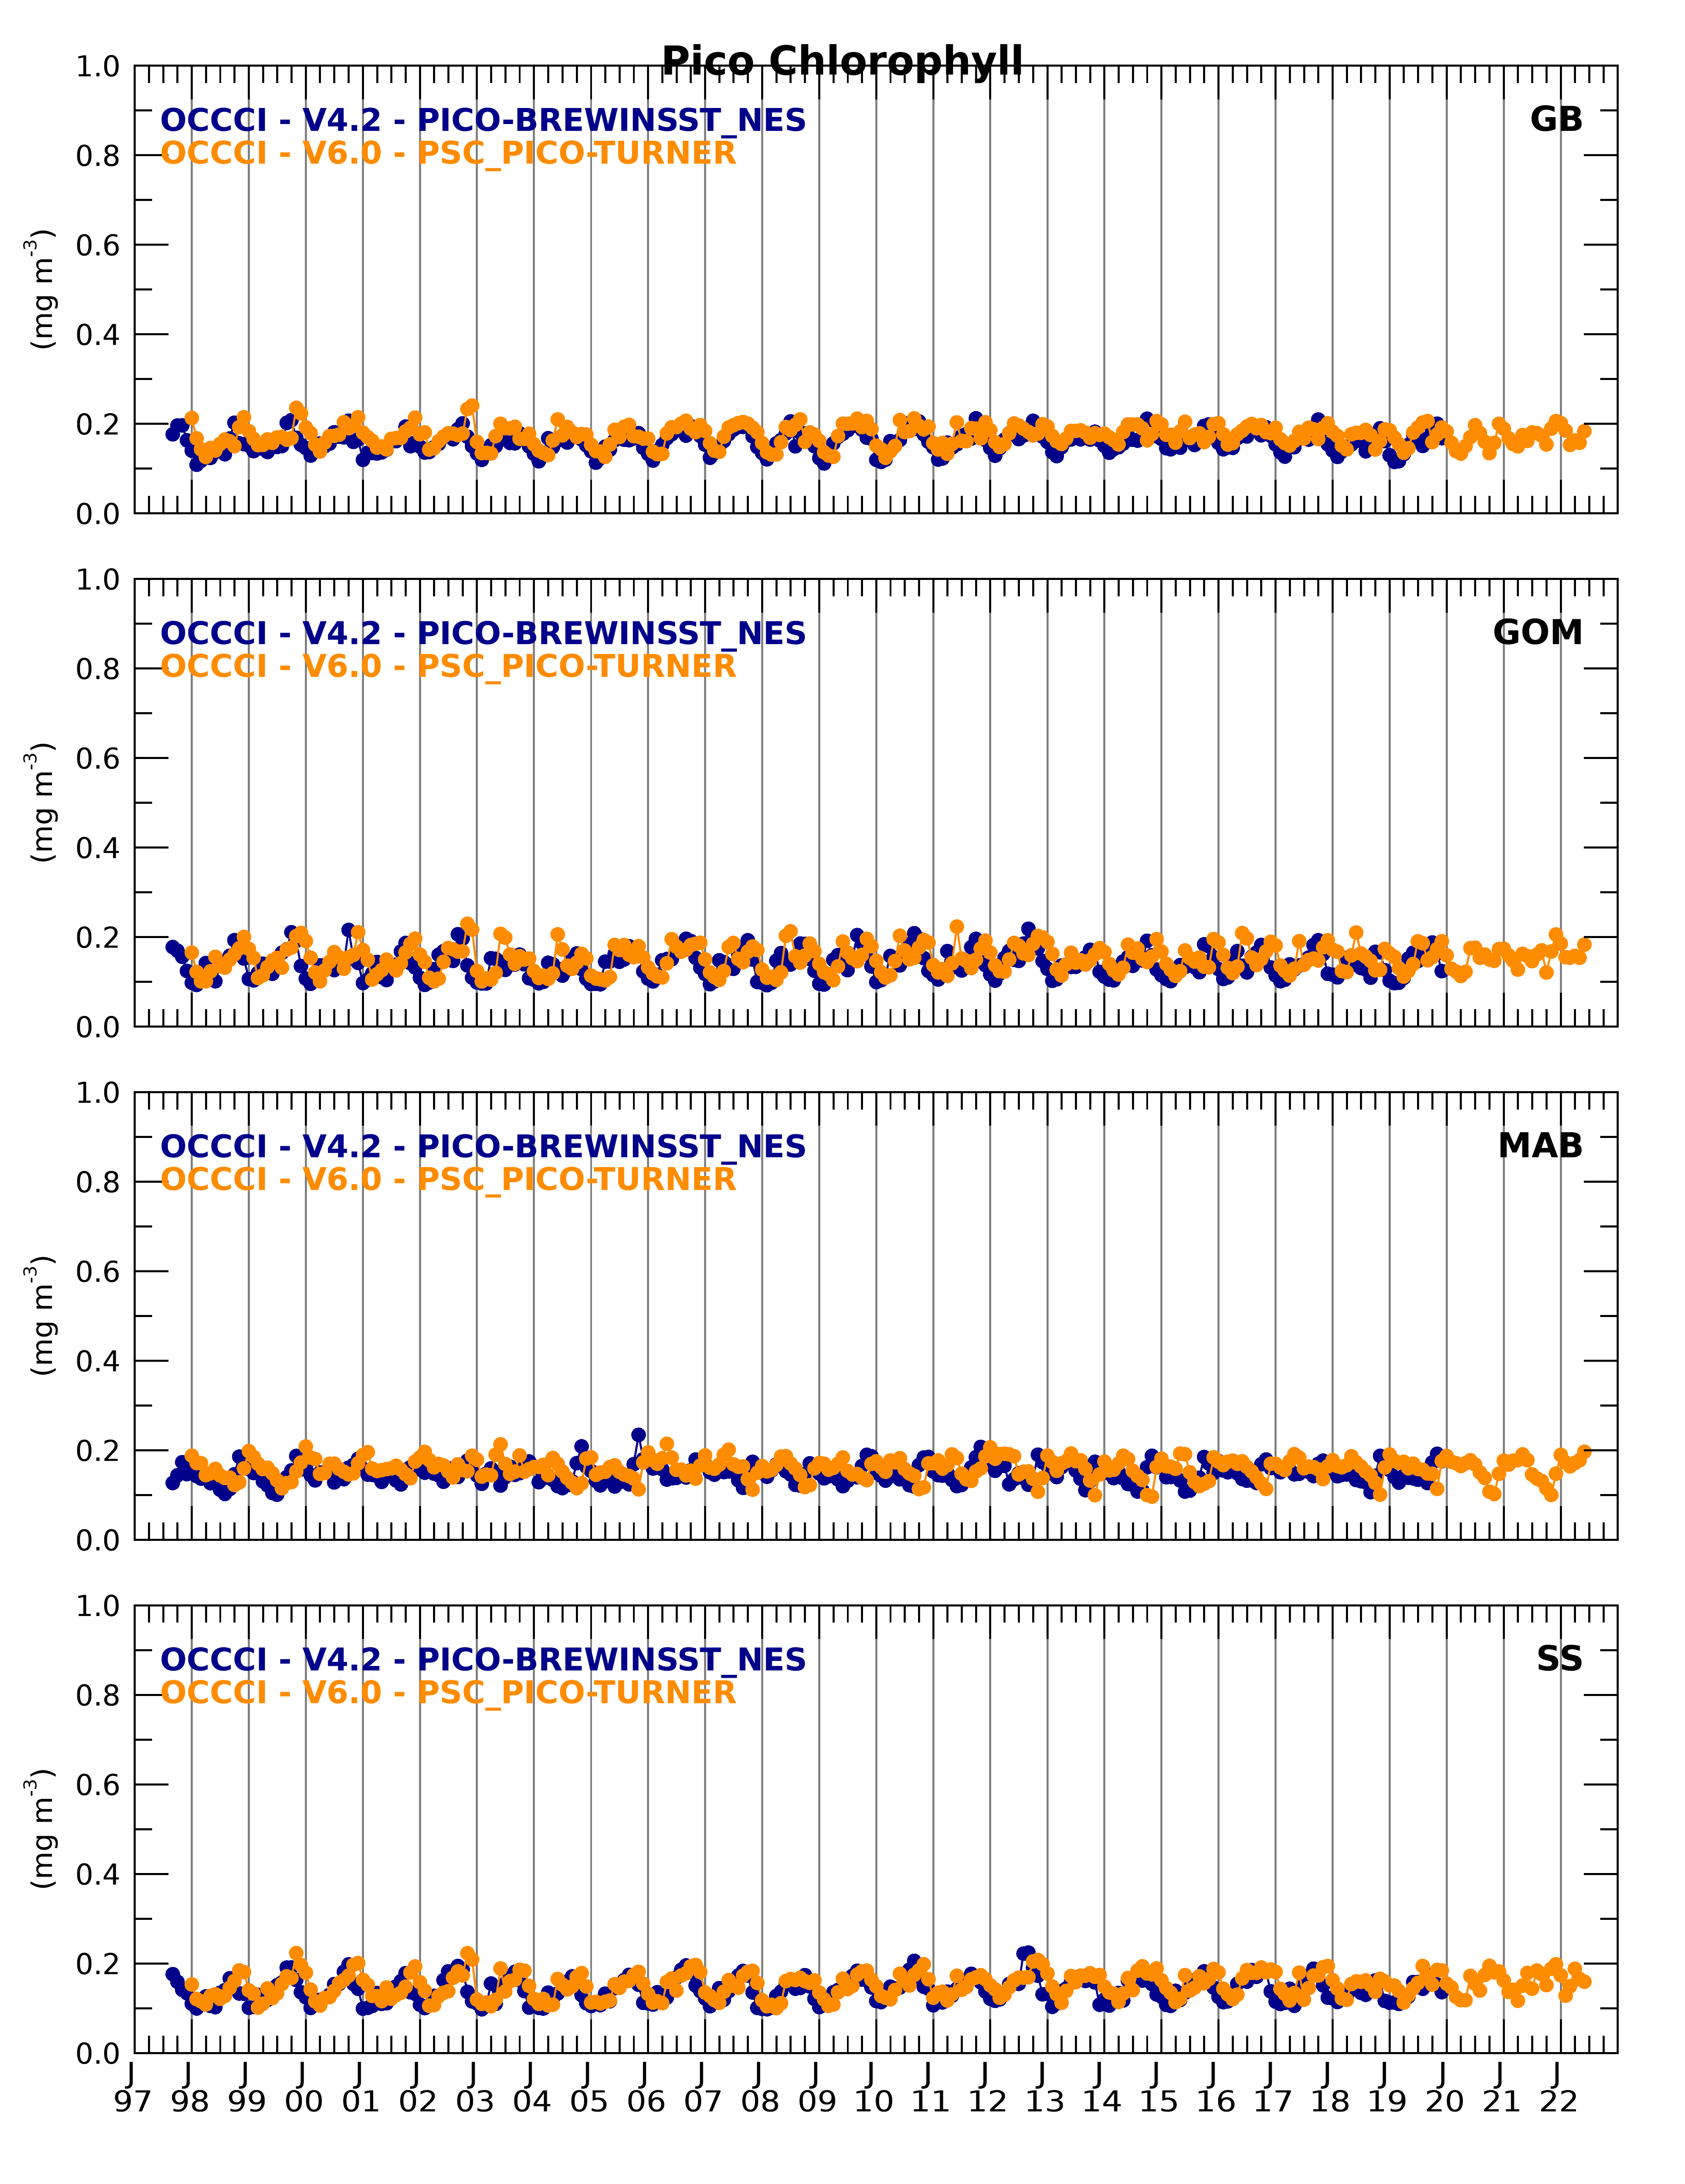 Pico Chlorophyll
1.0
OCCCI - V4.2 - PICO-BREWINSST_NES
GB
OCCCI - V6.0 - PSC_PICO-TURNER
0.8
0.6
(mg m-3)
0.4
0.2
0.0
1.0
OCCCI - V4.2 - PICO-BREWINSST_NES
GOM
OCCCI - V6.0 - PSC_PICO-TURNER
0.8
0.6
(mg m-3)
0.4
0.2
0.0
1.0
OCCCI - V4.2 - PICO-BREWINSST_NES
MAB
OCCCI - V6.0 - PSC_PICO-TURNER
0.8
0.6
(mg m-3)
0.4
0.2
0.0
1.0
OCCCI - V4.2 - PICO-BREWINSST_NES
SS
OCCCI - V6.0 - PSC_PICO-TURNER
0.8
0.6
(mg m-3)
0.4
0.2
0.0
J J J J J J J J J J J J J J J J J J J J J J J J J J
97 98 99 00 01 02 03 04 05 06 07 08 09 10 11 12 13 14 15 16 17 18 19 20 21 22